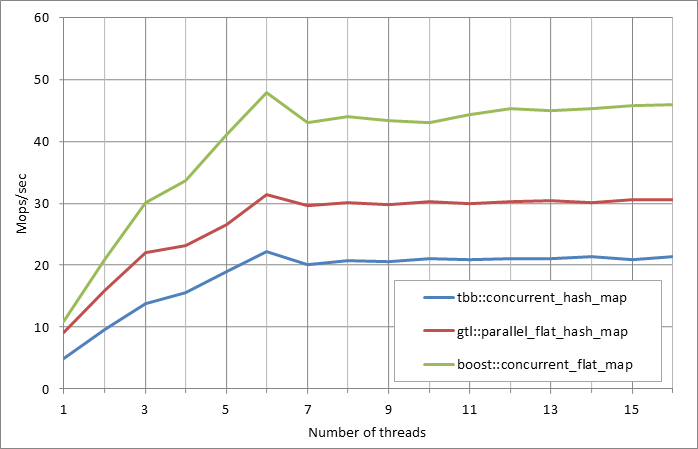 60
50
40
30
20
10
0
Mops/sec
tbb::concurrent_hash_map
gtl::parallel_flat_hash_map
boost::concurrent_flat_map
1 3 5 7 9 11 13 15
Number of threads